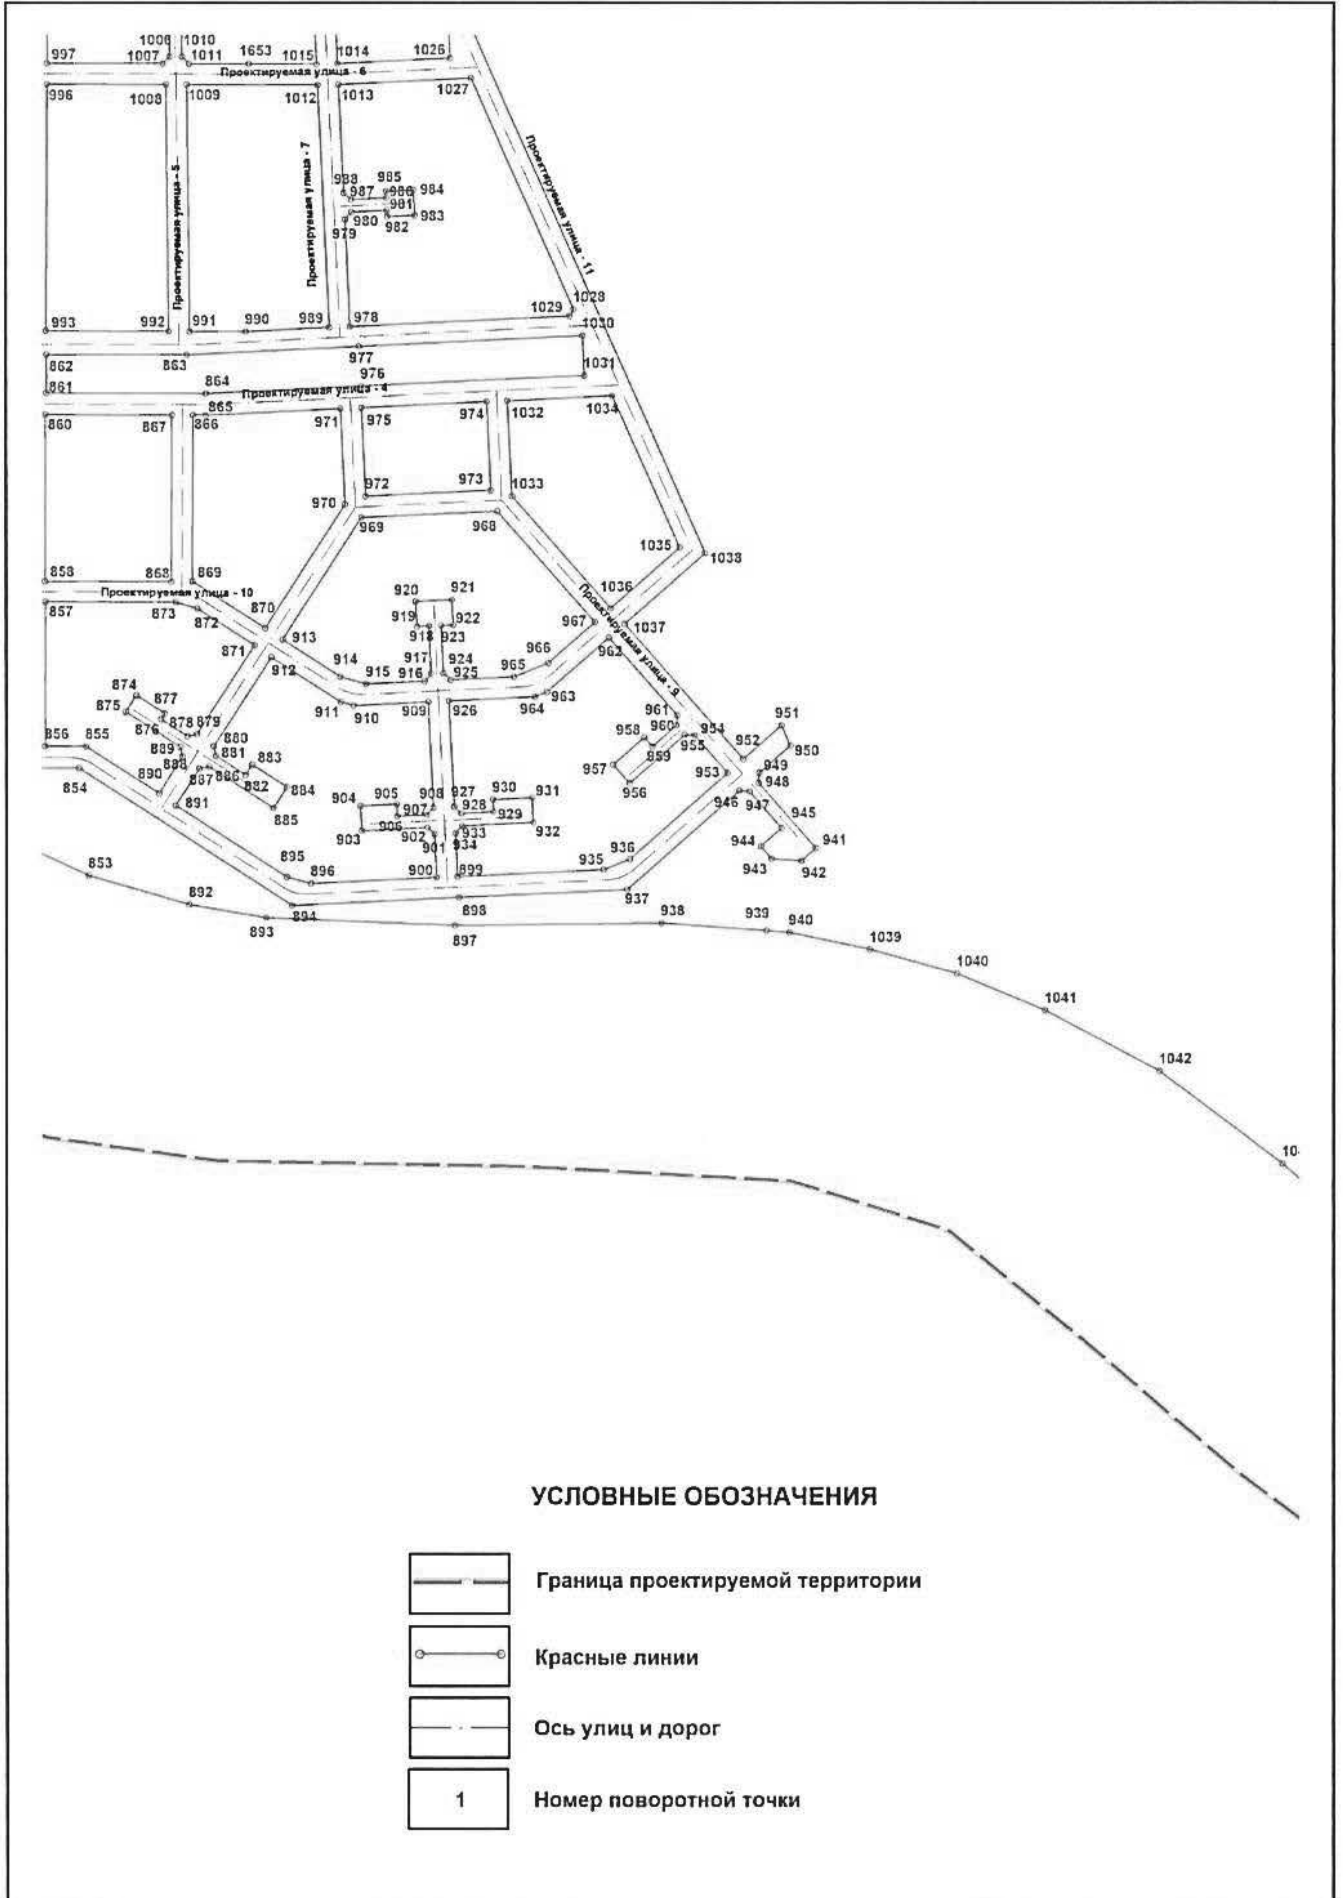 1006 1010
997 1007 1011 1653 1015 1014 1026
Проектируемая улица - 6
996 1008 1009 1012 1013 1027
Проектируемая улица - 5
Проектируемая улица - 7
Проектируемая улица - 11
988 987 985 986 984
981
979 980 982 983
1028
1029
993 992 991 990 989 978 1030
862 863 977
1031
861 864 976
Проектируемая улица - 4
860 867 865 866 971 975 974 1032 1034
972 973 1033
970
969 968
1035
1038
858 868 869
Проектируемая улица - 10
857 873 872 870
920 921
1036
919 922
918 923
967 1037
Проектируемая улица - 9
871 913
962
912 914 915 916 917 924 925 965 966
874
875 877
911 910 909 926 964 963
876 878 879
961
960
958 954
951
856 855 889 880
881
955 952 950
959
888 883
957
949
953 948
854 890 887 886 882 884
956
946 947
891 885
904 905 908 927 930 931
907 928
929
945
906
903 902 933 932
901 934
944 941
943 942
853 895 896 900 899 935 936
937
892 894 898
893 897 938 939 940
1039
1040
1041
1042
УСЛОВНЫЕ ОБОЗНАЧЕНИЯ
Граница проектируемой территории
Красные линии
Ось улиц и дорог
1 Номер поворотной точки